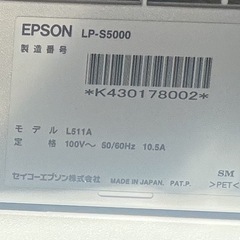 EPSON LP-S5000
製造番号
*K430178002*
モデル L511A
定格 100V～ 50/60Hz 10.5A
SM
セイコーエプソン株式会社 MADE IN JAPAN. PAT.P. >PET<